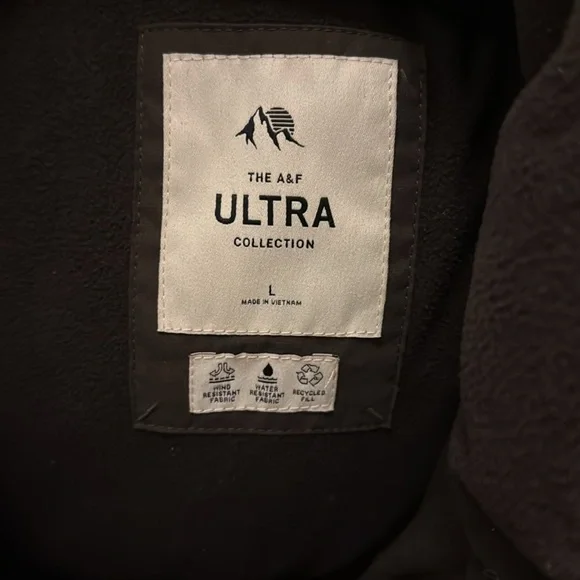 THE A&F
ULTRA
COLLECTION
L
MADE IN VIETNAM
WIND
RESISTANT
FABRIC
WATER
RESISTANT
FABRIC
RECYCLED
FILL